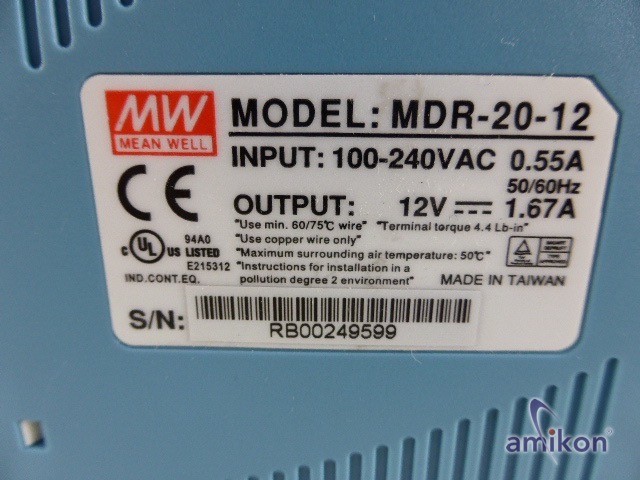 MW
MEAN WELL
MODEL: MDR-20-12
INPUT: 100-240VAC 0.55A
50/60Hz
OUTPUT: 12V 1.67A
"Use min. 60/75℃ wire" "Terminal torque 4.4 Lb-in"
"Use copper wire only"
"Maximum surrounding air temperature: 50℃"
"Instructions for installation in a
pollution degree 2 environment"
CE
c UL US LISTED
94A0
E215312
IND.CONT.EQ.
MADE IN TAIWAN
S/N:
RB00249599
amikon®